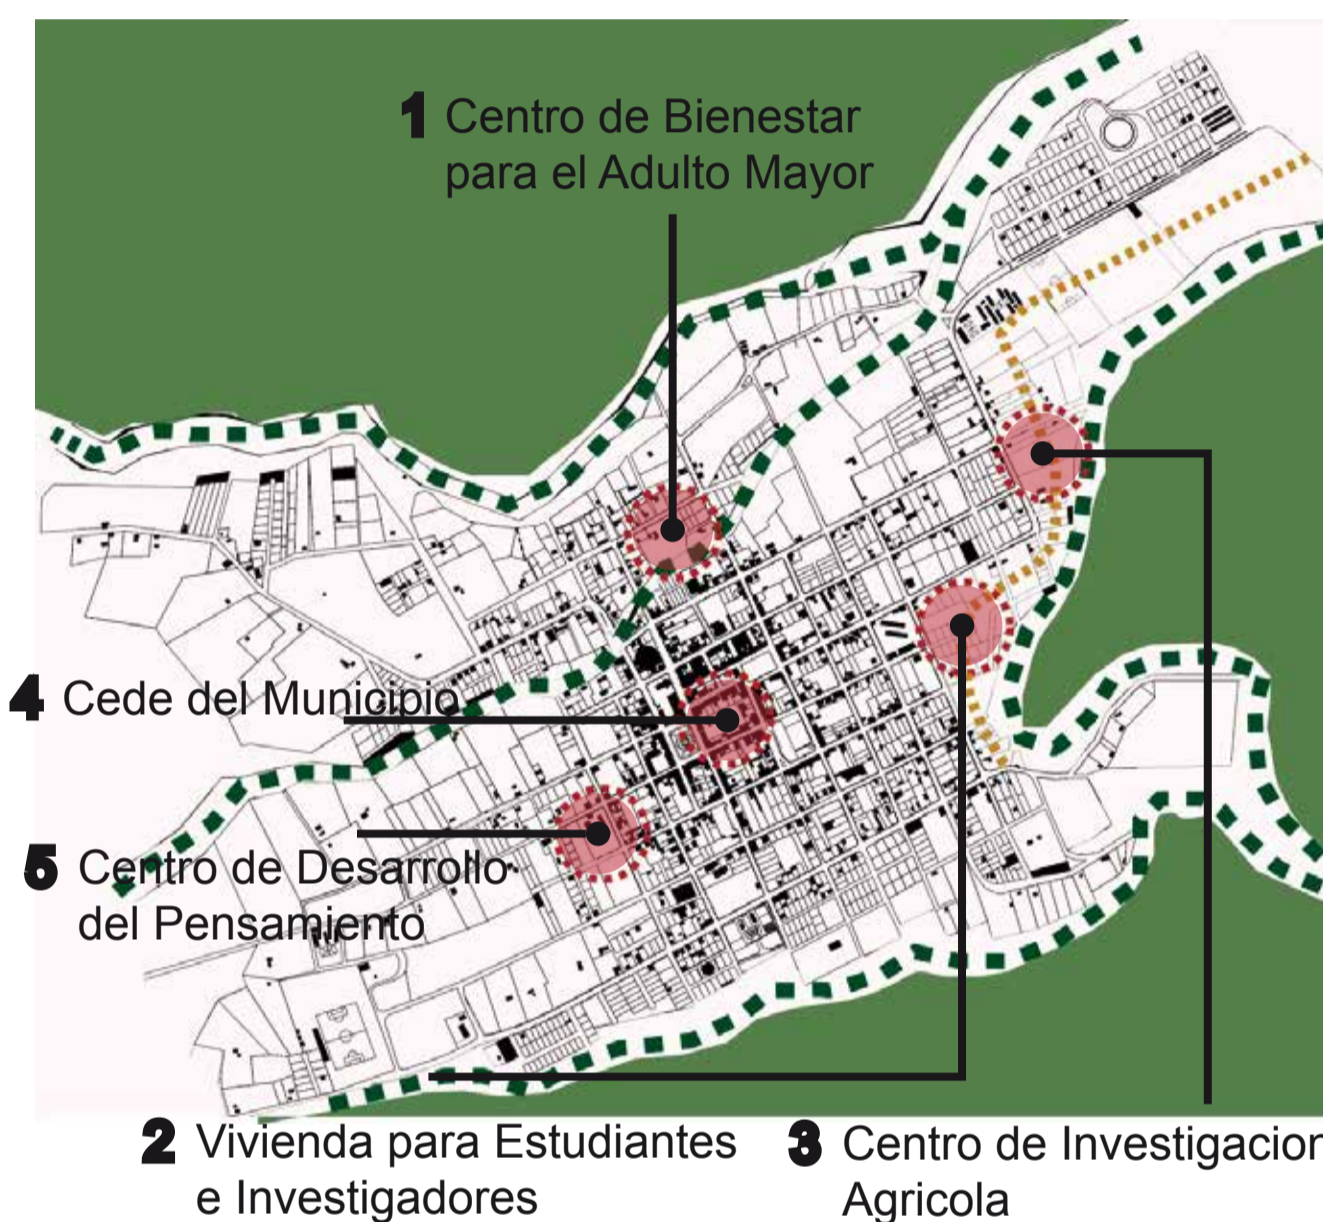 1 Centro de Bienestar
para el Adulto Mayor
4 Cede del Municipio
5 Centro de Desarrollo
del Pensamiento
2 Vivienda para Estudiantes
e Investigadores
3 Centro de Investigacion
Agricola